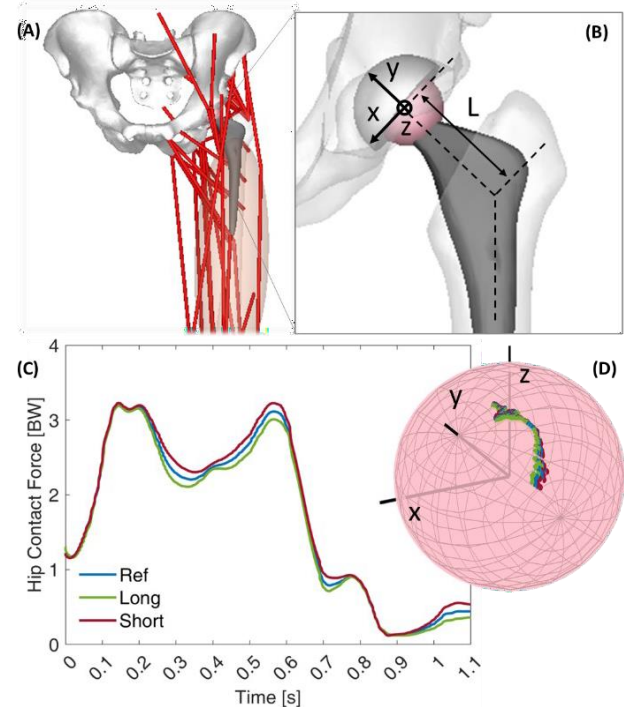 (A)
(B)
y
x
z
L
(C)
Hip Contact Force [BW]
4
3
2
1
0
Ref
Long
Short
0 0.1 0.2 0.3 0.4 0.5 0.6 0.7 0.8 0.9 1 1.1
Time [s]
(D)
z
y
x